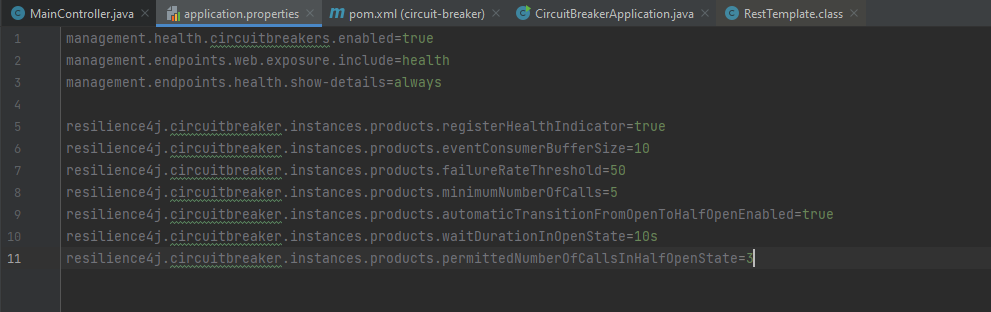 MainController.java application.properties pom.xml (circuit-breaker) CircuitBreakerApplication.java RestTemplate.class
1 management.health.circuitbreakers.enabled=true
2 management.endpoints.web.exposure.include=health
3 management.endpoints.health.show-details=always
4
5 resilience4j.circuitbreaker.instances.products.registerHealthIndicator=true
6 resilience4j.circuitbreaker.instances.products.eventConsumerBufferSize=10
7 resilience4j.circuitbreaker.instances.products.failureRateThreshold=50
8 resilience4j.circuitbreaker.instances.products.minimumNumberOfCalls=5
9 resilience4j.circuitbreaker.instances.products.automaticTransitionFromOpenToHalfOpenEnabled=true
10 resilience4j.circuitbreaker.instances.products.waitDurationInOpenState=10s
11 resilience4j.circuitbreaker.instances.products.permittedNumberOfCallsInHalfOpenState=3